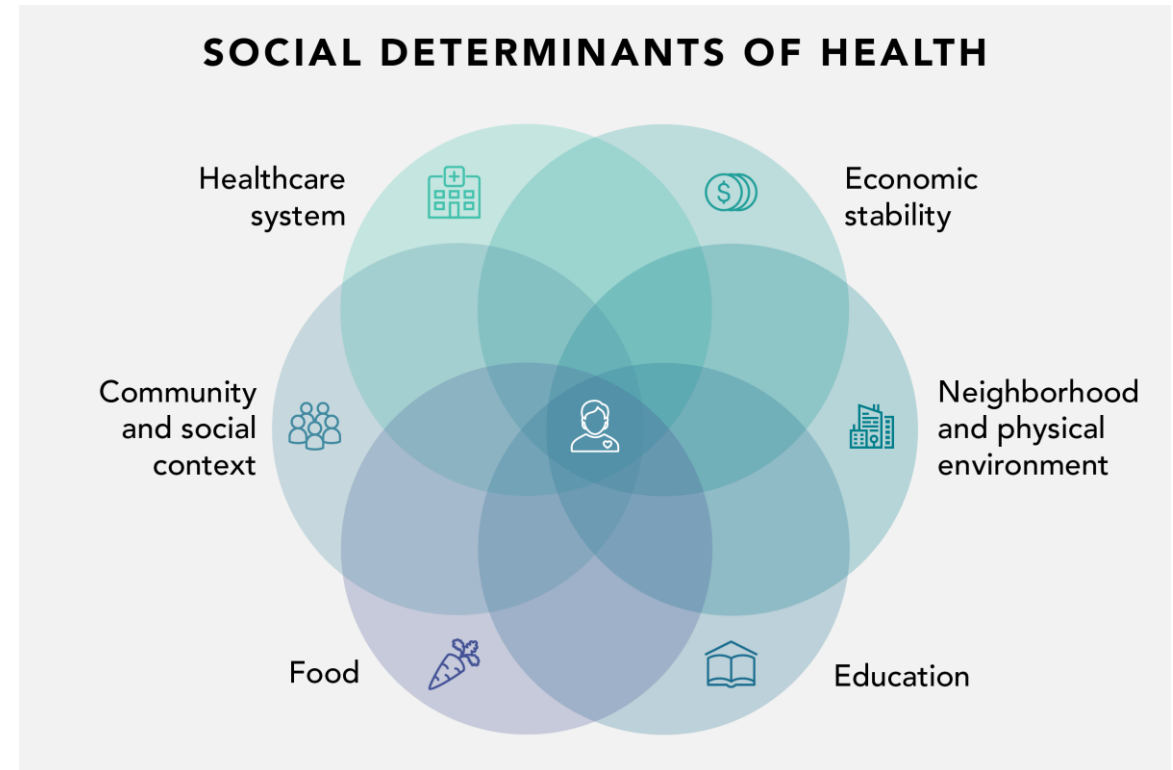 SOCIAL DETERMINANTS OF HEALTH
Healthcare
system
Economic
stability
Community
and social
context
Neighborhood
and physical
environment
Food
Education
$